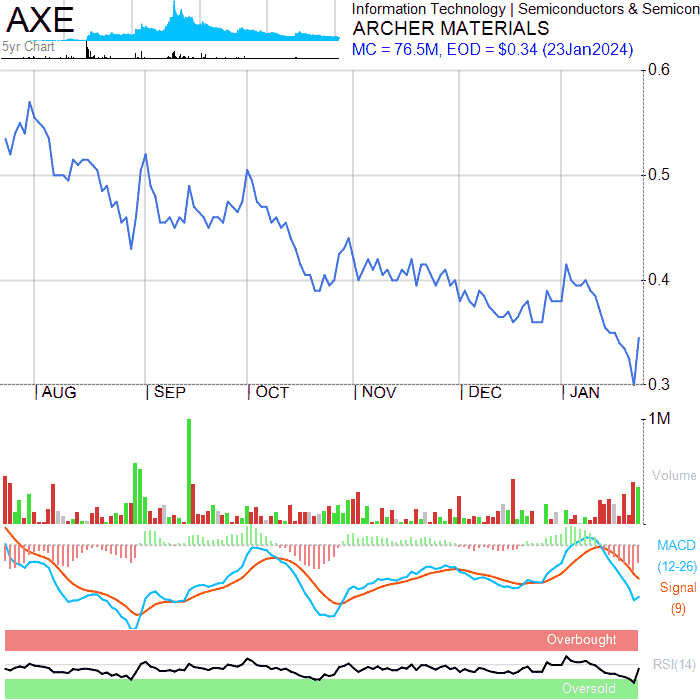 AXE
5yr Chart
Information Technology | Semiconductors & Semicon
ARCHER MATERIALS
MC = 76.5M, EOD = $0.34 (23Jan2024)
0.6
0.5
0.4
0.3
AUG SEP OCT NOV DEC JAN
1M
Volume
MACD
(12-26)
Signal
(9)
Overbought
RSI(14)
Oversold